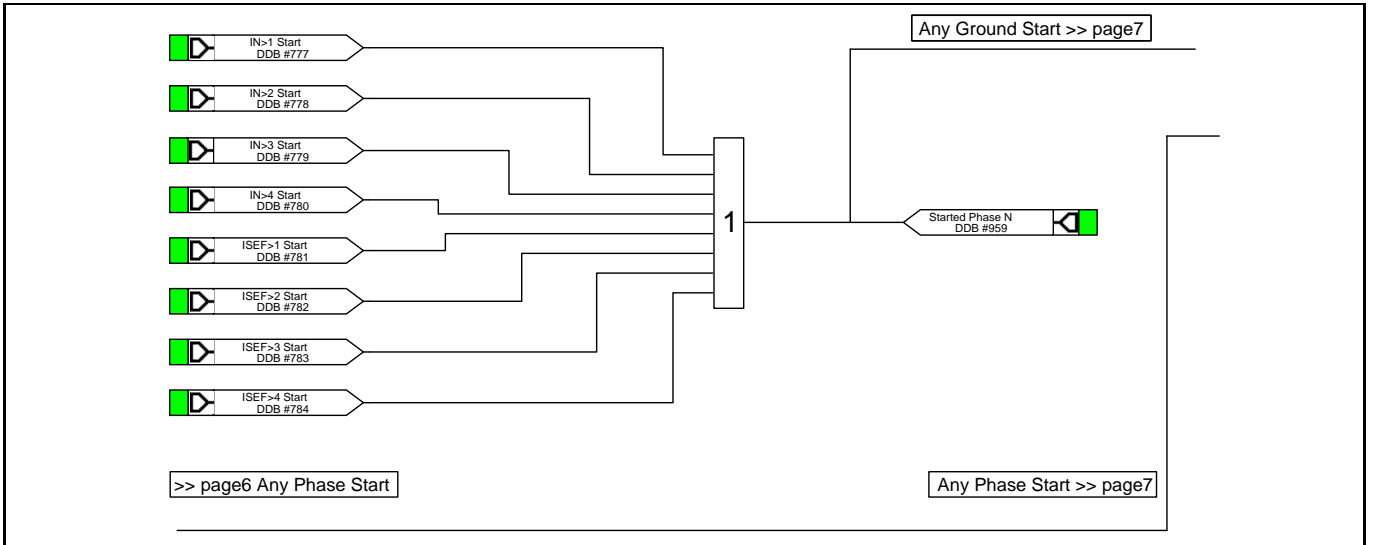 Any Ground Start >> page7
IN>1 Start
DDB #777
IN>2 Start
DDB #778
IN>3 Start
DDB #779
IN>4 Start
DDB #780
ISEF>1 Start
DDB #781
ISEF>2 Start
DDB #782
ISEF>3 Start
DDB #783
ISEF>4 Start
DDB #784
1
Started Phase N
DDB #959
>> page6 Any Phase Start
Any Phase Start >> page7